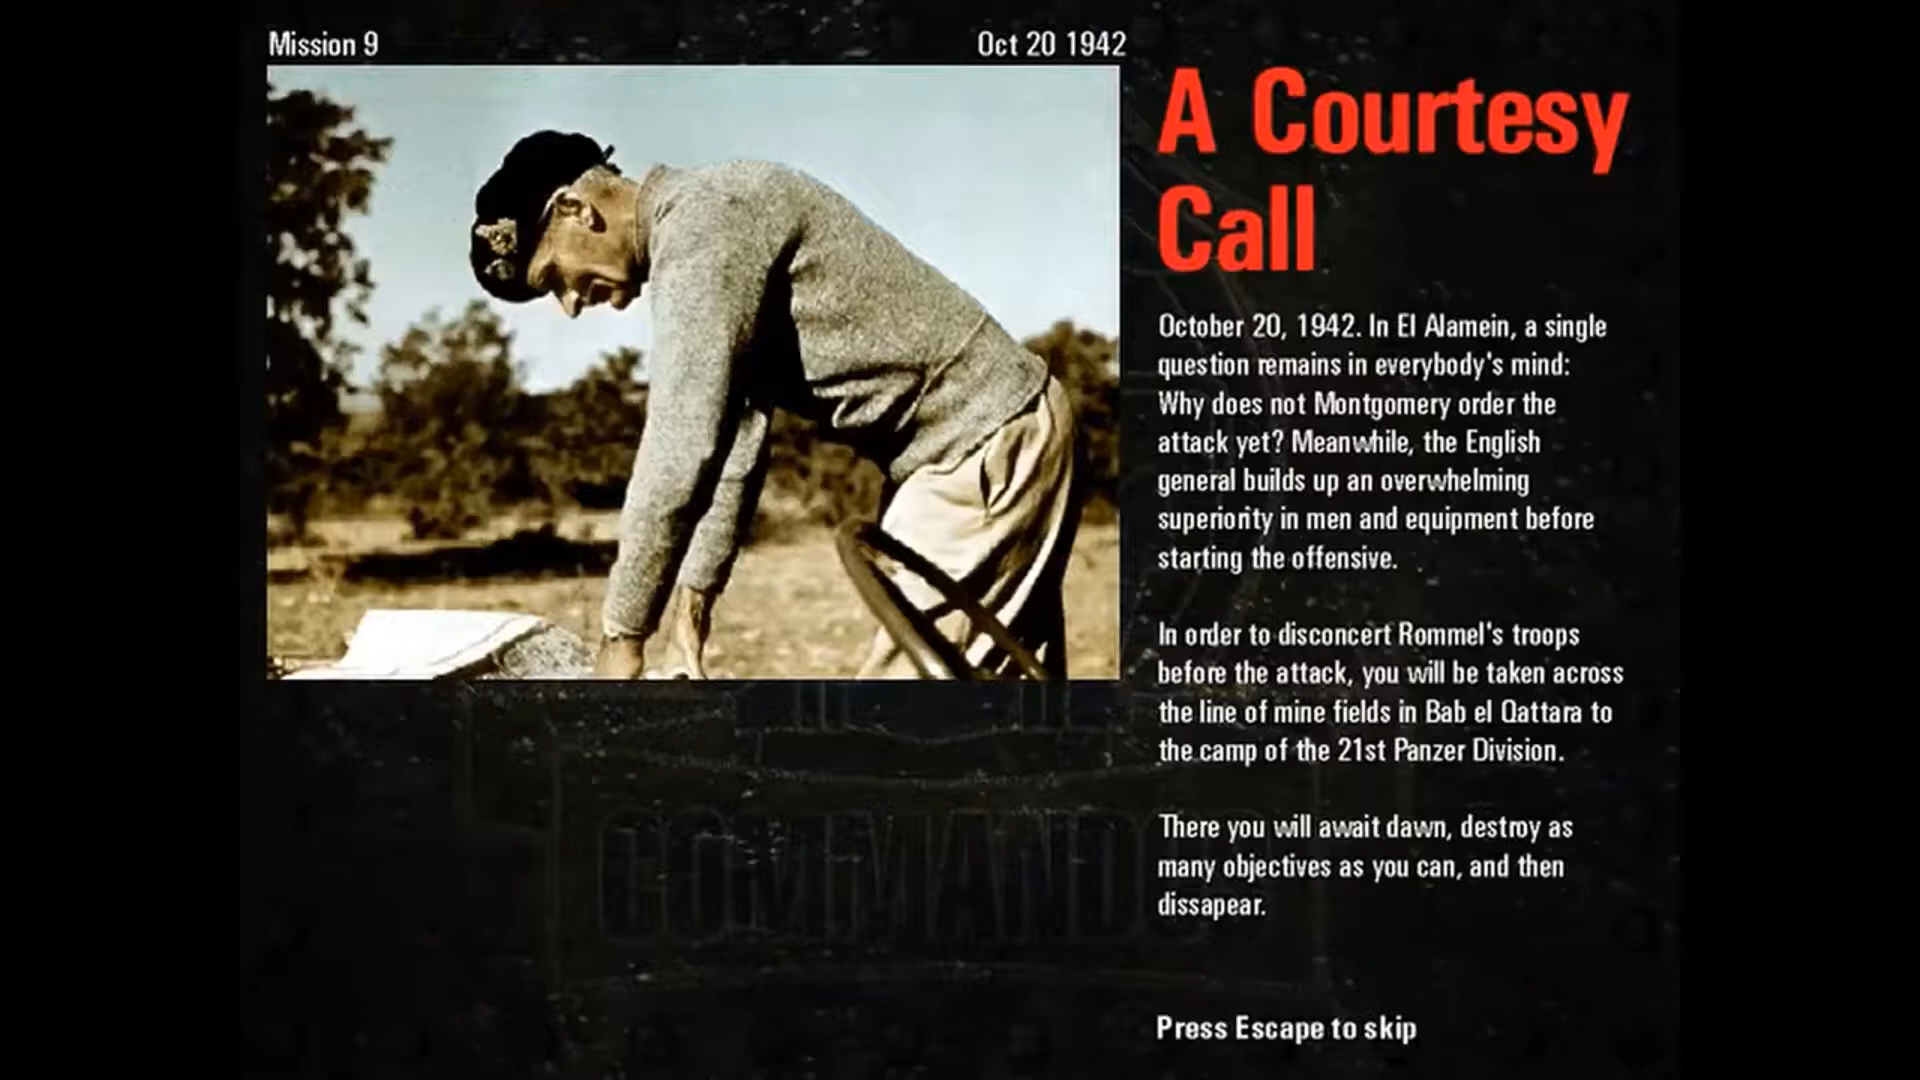 Mission 9
Oct 20 1942
A Courtesy
Call
October 20, 1942. In El Alamein, a single
question remains in everybody's mind:
Why does not Montgomery order the
attack yet? Meanwhile, the English
general builds up an overwhelming
superiority in men and equipment before
starting the offensive.
In order to disconcert Rommel's troops
before the attack, you will be taken across
the line of mine fields in Bab el Qattara to
the camp of the 21st Panzer Division.
There you will await dawn, destroy as
many objectives as you can, and then
dissapear.
COMMANDOS
Press Escape to skip